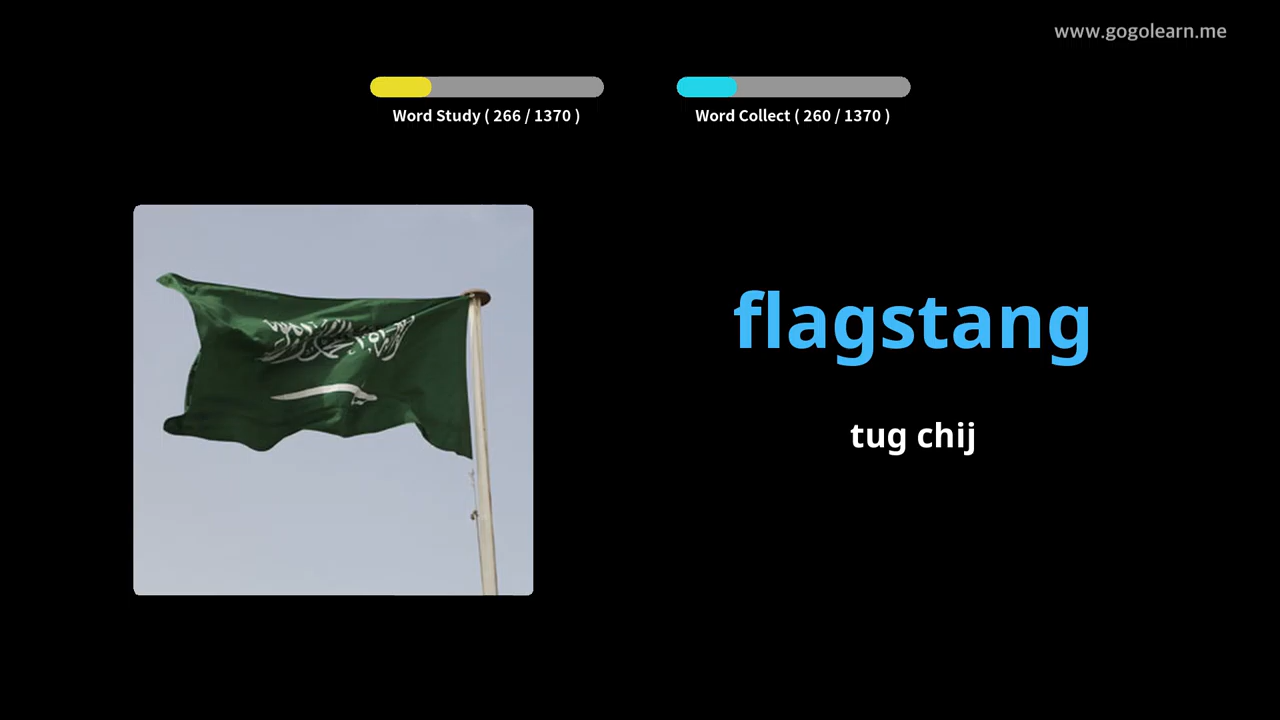 www.gogolearn.me
Word Study ( 266 / 1370 )
Word Collect ( 260 / 1370 )
flagstang
tug chij